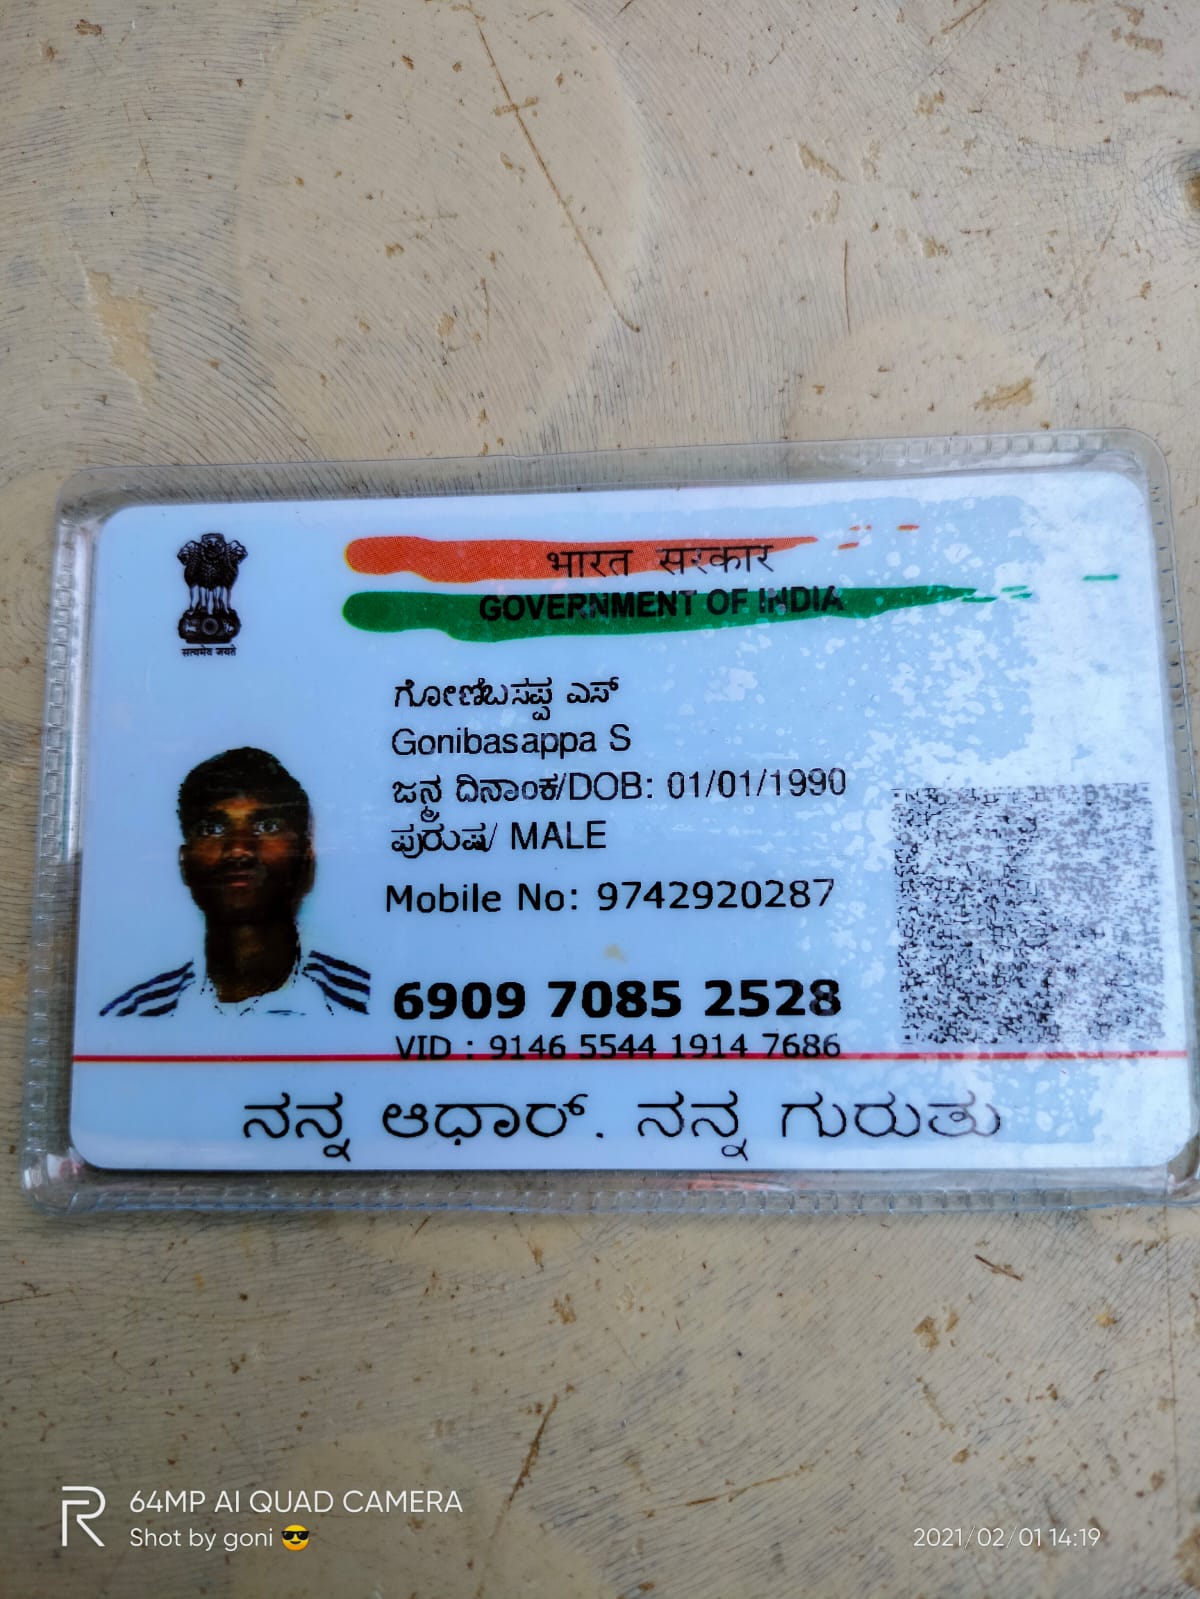 भारत सरकार
GOVERNMENT OF INDIA
सत्यमेव जयते
ಗೋಣಿಬಸಪ್ಪ ಎಸ್
Gonibasappa S
ಜನ್ಮ ದಿನಾಂಕ/DOB: 01/01/1990
ಪುರುಷ/ MALE
Mobile No: 9742920287
6909 7085 2528
VID : 9146 5544 1914 7686
ನನ್ನ ಆಧಾರ್. ನನ್ನ ಗುರುತು
R 64MP AI QUAD CAMERA
Shot by goni 😎
2021/02/01 14:19